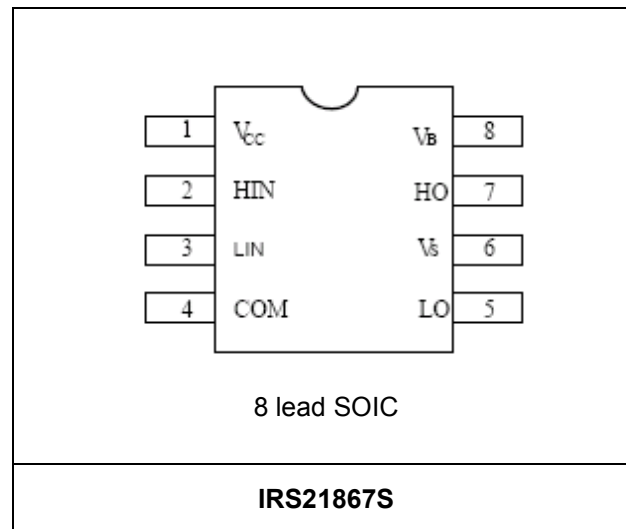 1 VCC VB 8
2 HIN HO 7
3 LIN VS 6
4 COM LO 5
8 lead SOIC
IRS21867S